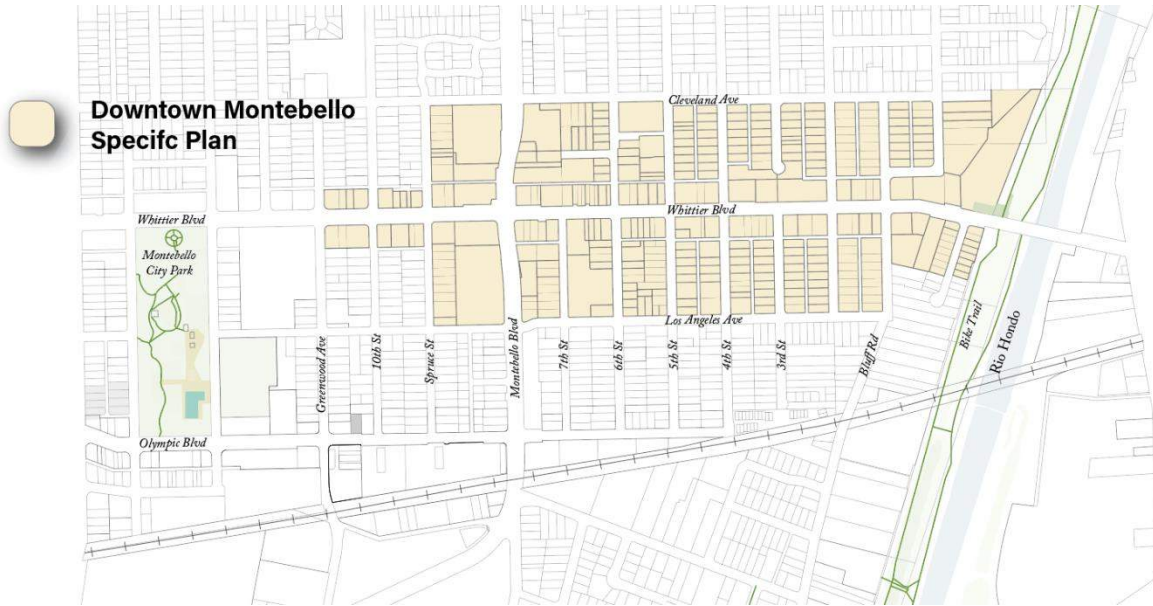 Downtown Montebello
Specifc Plan
Cleveland Ave
Whittier Blvd
Whittier Blvd
Montebello
City Park
Los Angeles Ave
Greenwood Ave
10th St
Spruce St
Montebello Blvd
7th St
6th St
5th St
4th St
3rd St
Bluff Rd
Bike Trail
Rio Hondo
Olympic Blvd